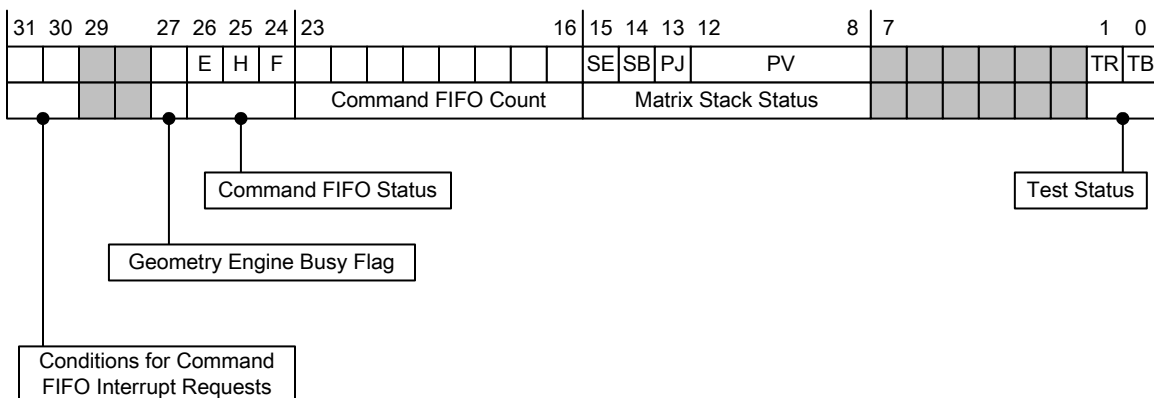 31 30 29 27 26 25 24 23 16 15 14 13 12 8 7 1 0
E H F SE SB PJ PV TR TB
Command FIFO Count Matrix Stack Status
Command FIFO Status Test Status
Geometry Engine Busy Flag
Conditions for Command
FIFO Interrupt Requests